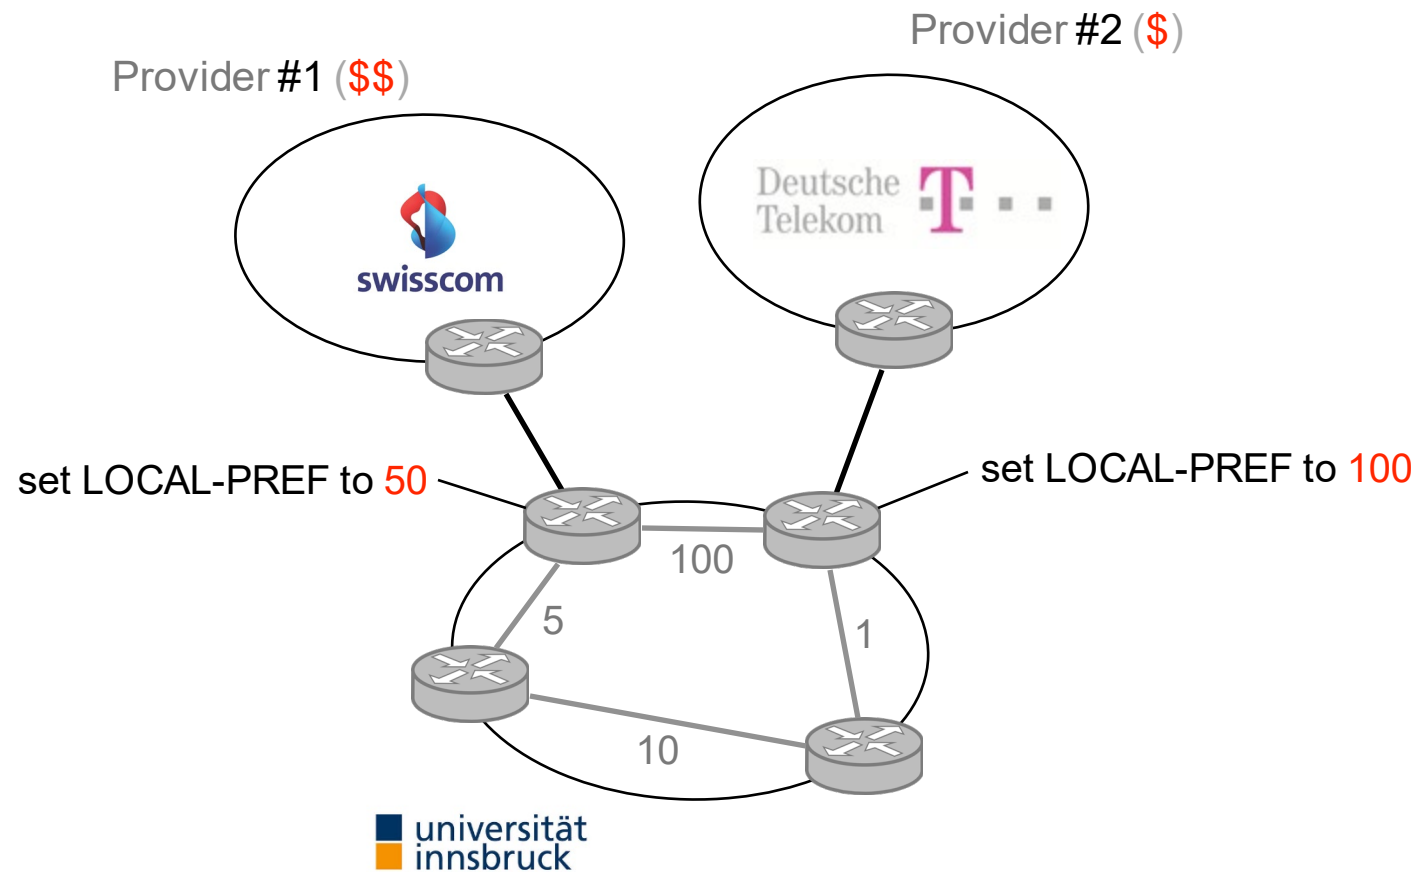 Provider #2 ($)
Provider #1 ($$)
Deutsche
Telekom
T
swisscom
set LOCAL-PREF to 50
set LOCAL-PREF to 100
100
5
1
10
universität
innsbruck